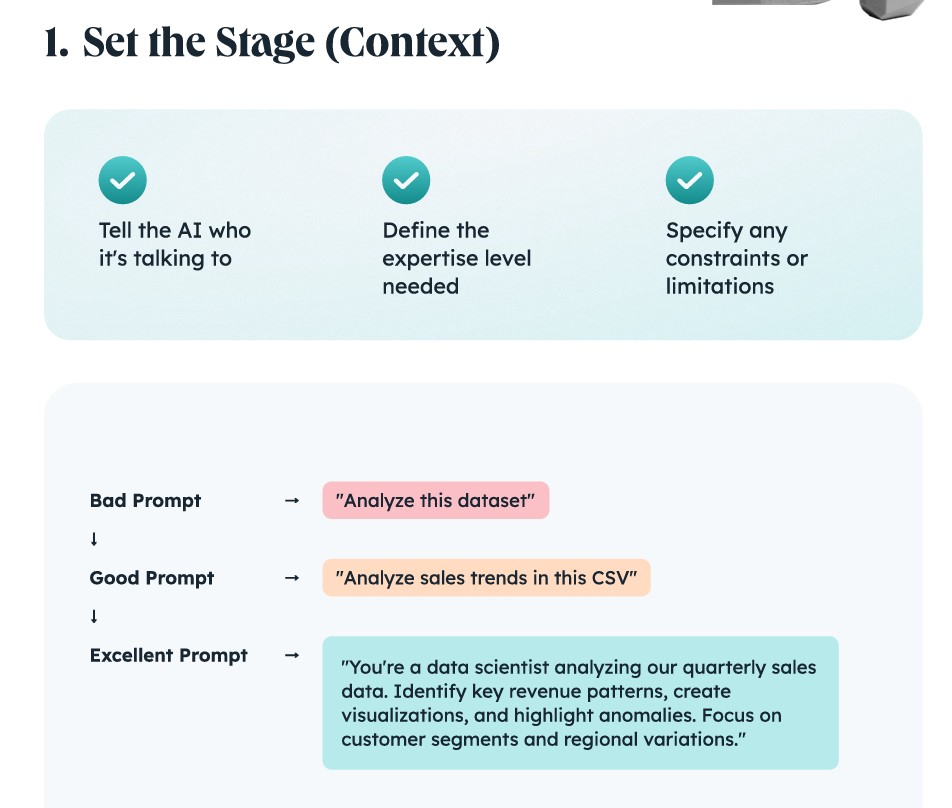 1. Set the Stage (Context)
Tell the AI who
it's talking to
Define the
expertise level
needed
Specify any
constraints or
limitations
Bad Prompt → "Analyze this dataset"
↓
Good Prompt → "Analyze sales trends in this CSV"
↓
Excellent Prompt → "You're a data scientist analyzing our quarterly sales
data. Identify key revenue patterns, create
visualizations, and highlight anomalies. Focus on
customer segments and regional variations."